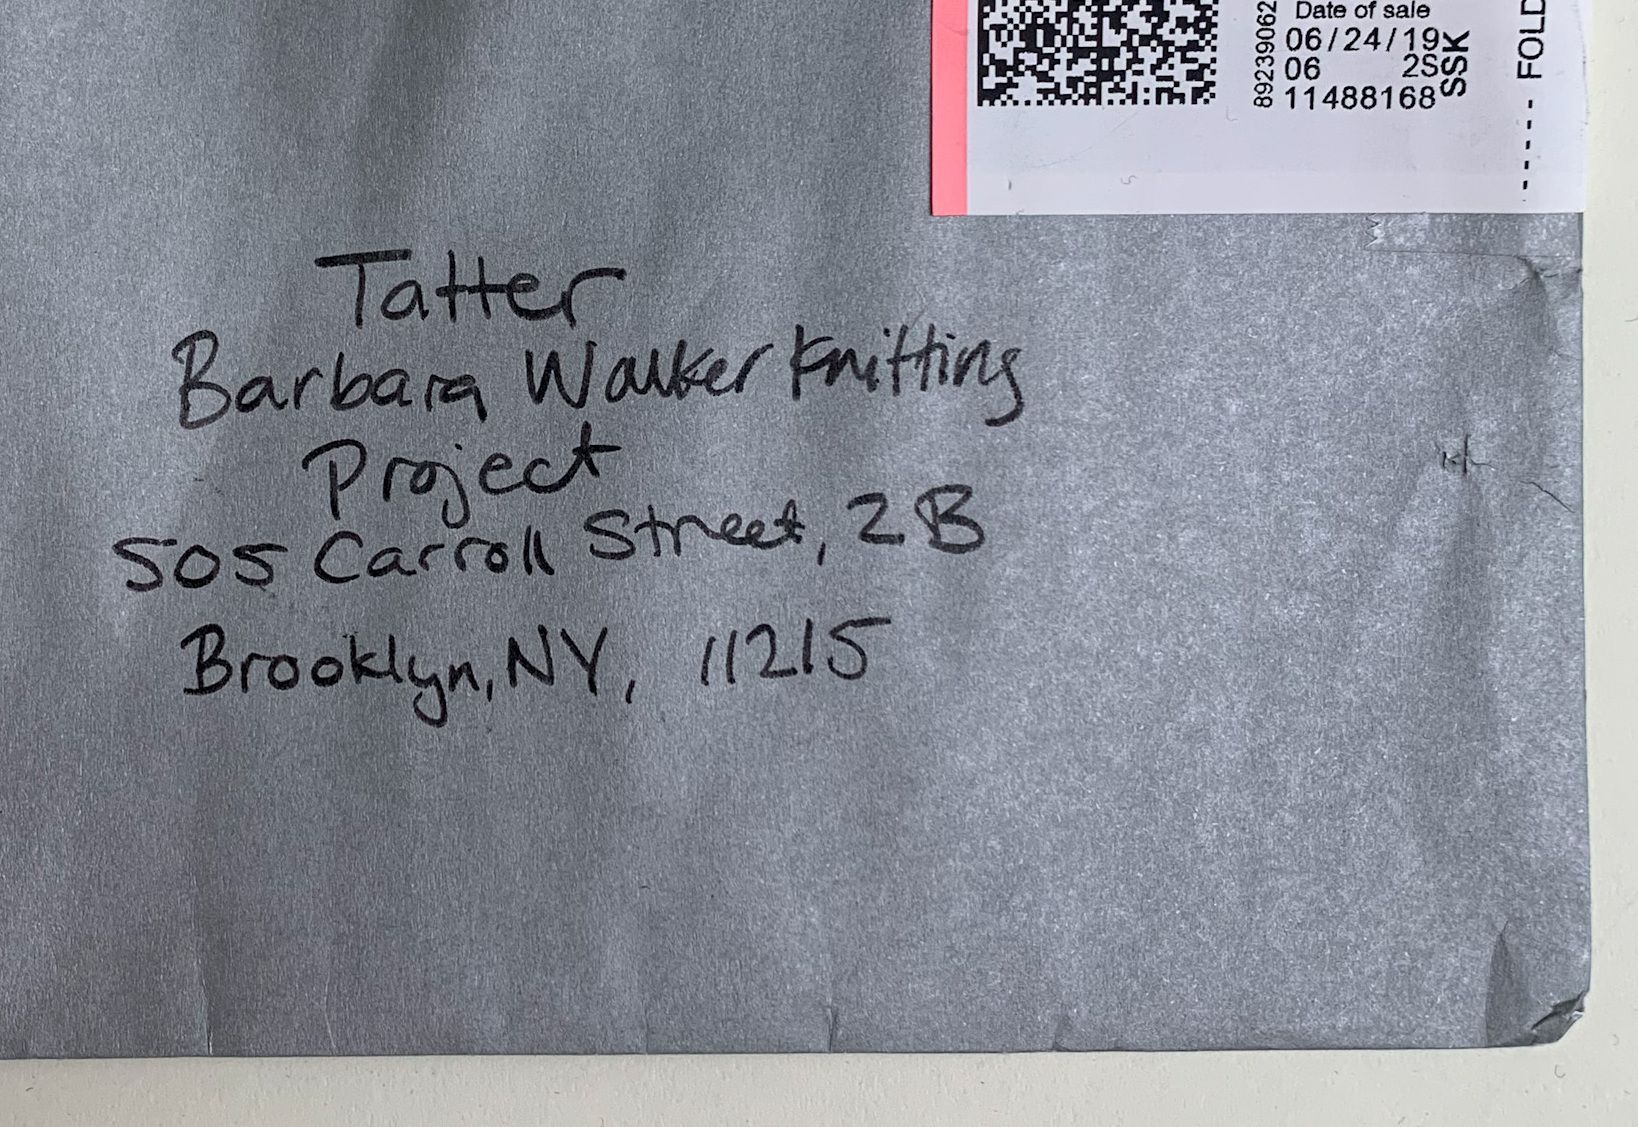 Date of sale
06/24/19
06 2S
11488168
SSK
89239062
FOLD
Tatter
Barbara Walker Knitting
Project
505 Carroll Street, 2B
Brooklyn, NY, 11215